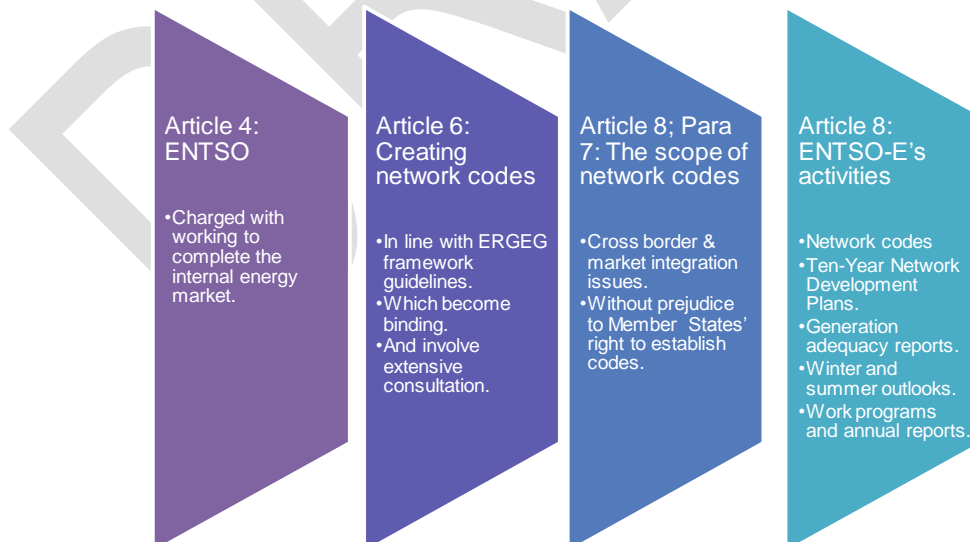 Article 4:
ENTSO
•Charged with
working to
complete the
internal energy
market.
Article 6:
Creating
network codes
•In line with ERGEG
framework
guidelines.
•Which become
binding.
•And involve
extensive
consultation.
Article 8; Para
7: The scope of
network codes
•Cross border &
market integration
issues.
•Without prejudice
to Member States’
right to establish
codes.
Article 8:
ENTSO-E’s
activities
•Network codes
•Ten-Year Network
Development
Plans.
•Generation
adequacy reports.
•Winter and
summer outlooks.
•Work programs
and annual reports.